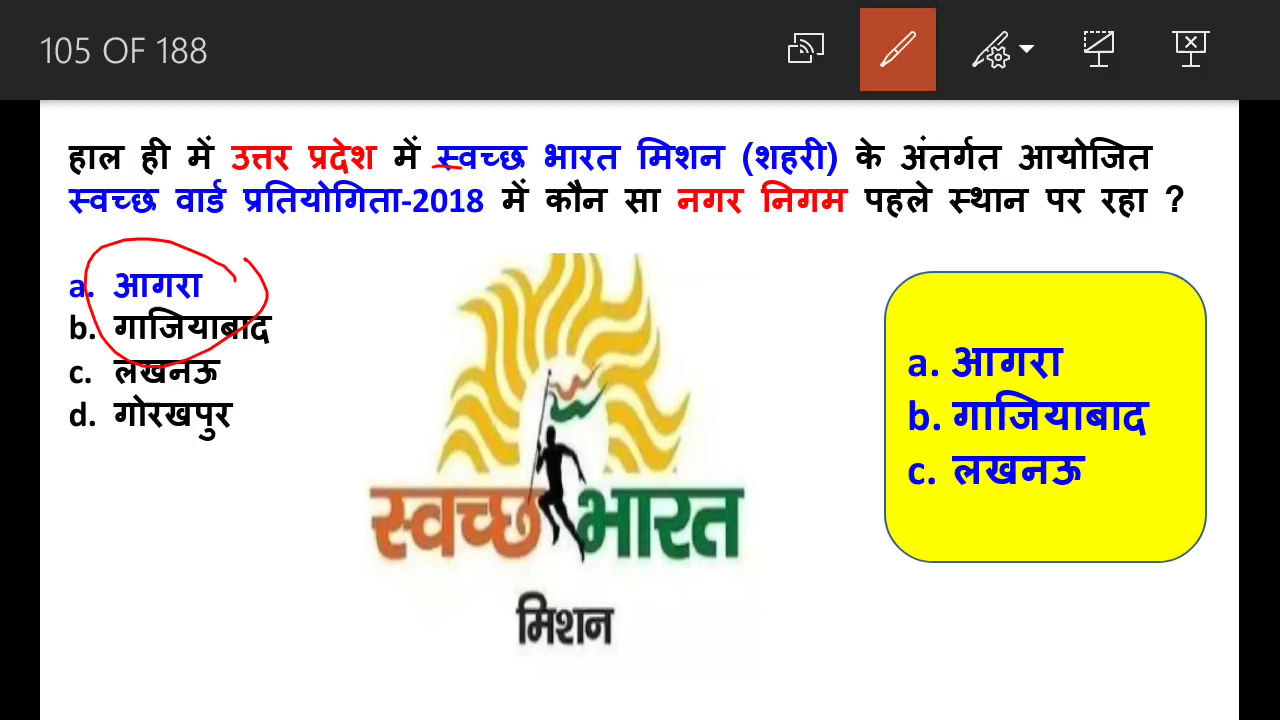 105 OF 188
हाल ही में उत्तर प्रदेश में स्वच्छ भारत मिशन (शहरी) के अंतर्गत आयोजित
स्वच्छ वार्ड प्रतियोगिता-2018 में कौन सा नगर निगम पहले स्थान पर रहा ?
a. आगरा
b. गाजियाबाद
c. लखनऊ
d. गोरखपुर
स्वच्छ भारत
मिशन
a. आगरा
b. गाजियाबाद
c. लखनऊ